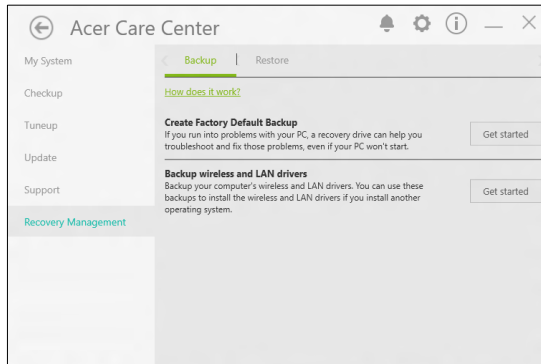 Acer Care Center
My System
Backup
Restore
Checkup
How does it work?
Tuneup
Create Factory Default Backup
If you run into problems with your PC, a recovery drive can help you
troubleshoot and fix those problems, even if your PC won't start.
Get started
Update
Support
Backup wireless and LAN drivers
Backup your computer's wireless and LAN drivers. You can use these
backups to install the wireless and LAN drivers if you install another
operating system.
Get started
Recovery Management